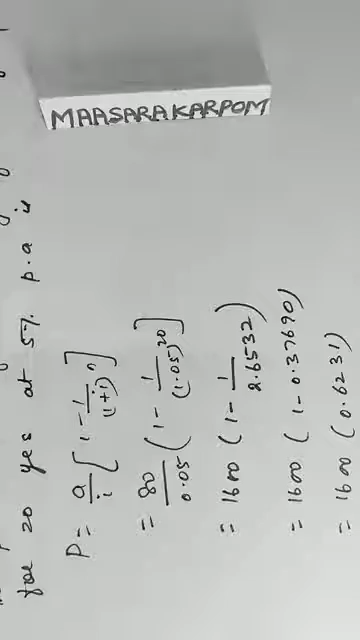 MAASARAKARPOM
for 20 yrs at 5% p.a is
P = a/i [1 - 1/(1+i)^n]
= 80/0.05 (1 - 1/(1.05)^20]
= 1600 (1 - 1/2.6532)
= 1600 (1 - 0.37690)
= 1600 (0.6231)